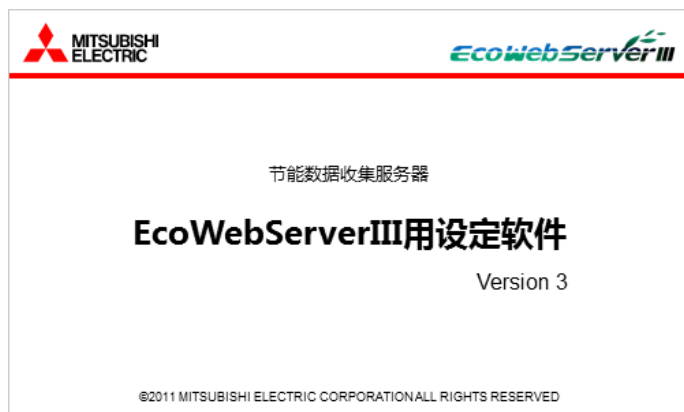 MITSUBISHI
ELECTRIC
EcoWebServerIII
节能数据收集服务器
EcoWebServerIII用设定软件
Version 3
©2011 MITSUBISHI ELECTRIC CORPORATIONALL RIGHTS RESERVED